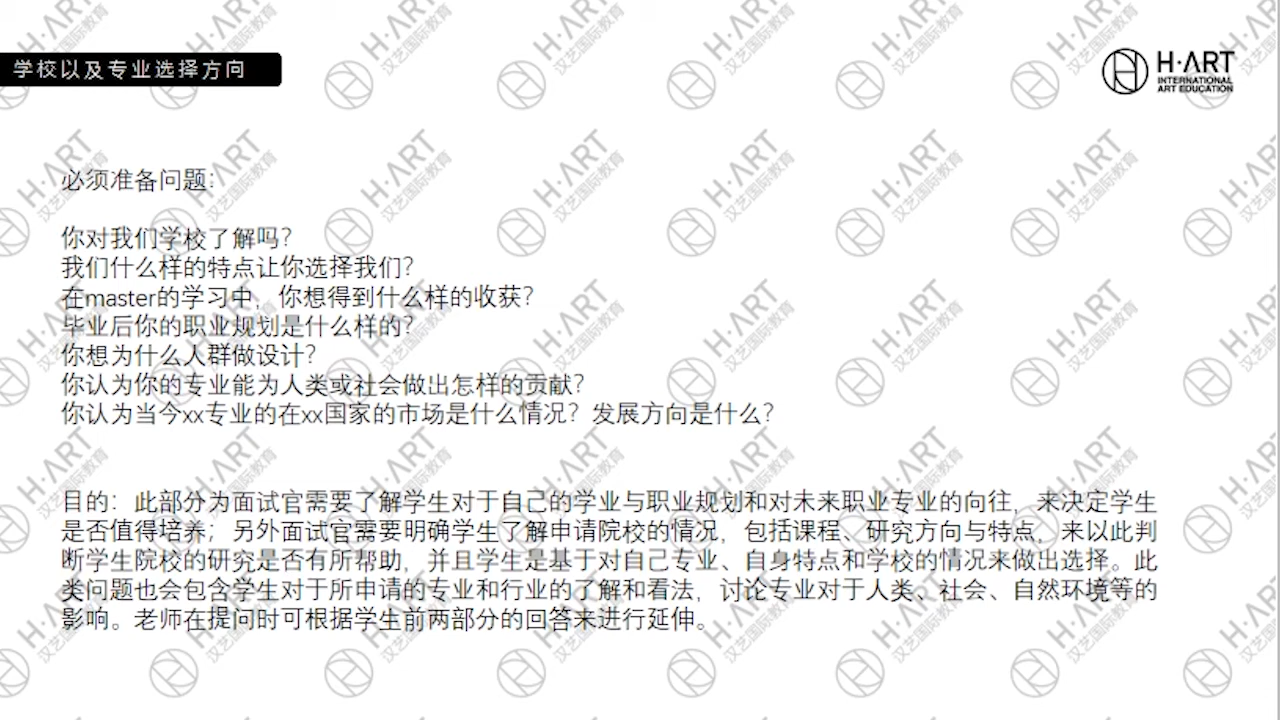 学校以及专业选择方向
H·ART
INTERNATIONAL
ART EDUCATION
必须准备问题:
你对我们学校了解吗?
我们什么样的特点让你选择我们?
在master的学习中，你想得到什么样的收获?
毕业后你的职业规划是什么样的?
你想为什么人群做设计?
你认为你的专业能为人类或社会做出怎样的贡献?
你认为当今xx专业的在xx国家的市场是什么情况? 发展方向是什么?
目的：此部分为面试官需要了解学生对于自己的学业与职业规划和对未来职业专业的向往，来决定学生
是否值得培养；另外面试官需要明确学生了解申请院校的情况，包括课程、研究方向与特点，来以此判
断学生院校的研究是否有所帮助，并且学生是基于对自己专业、自身特点和学校的情况来做出选择。此
类问题也会包含学生对于所申请的专业和行业的了解和看法，讨论专业对于人类、社会、自然环境等的
影响。老师在提问时可根据学生前两部分的回答来进行延伸。
H·ART
汉艺国际教育